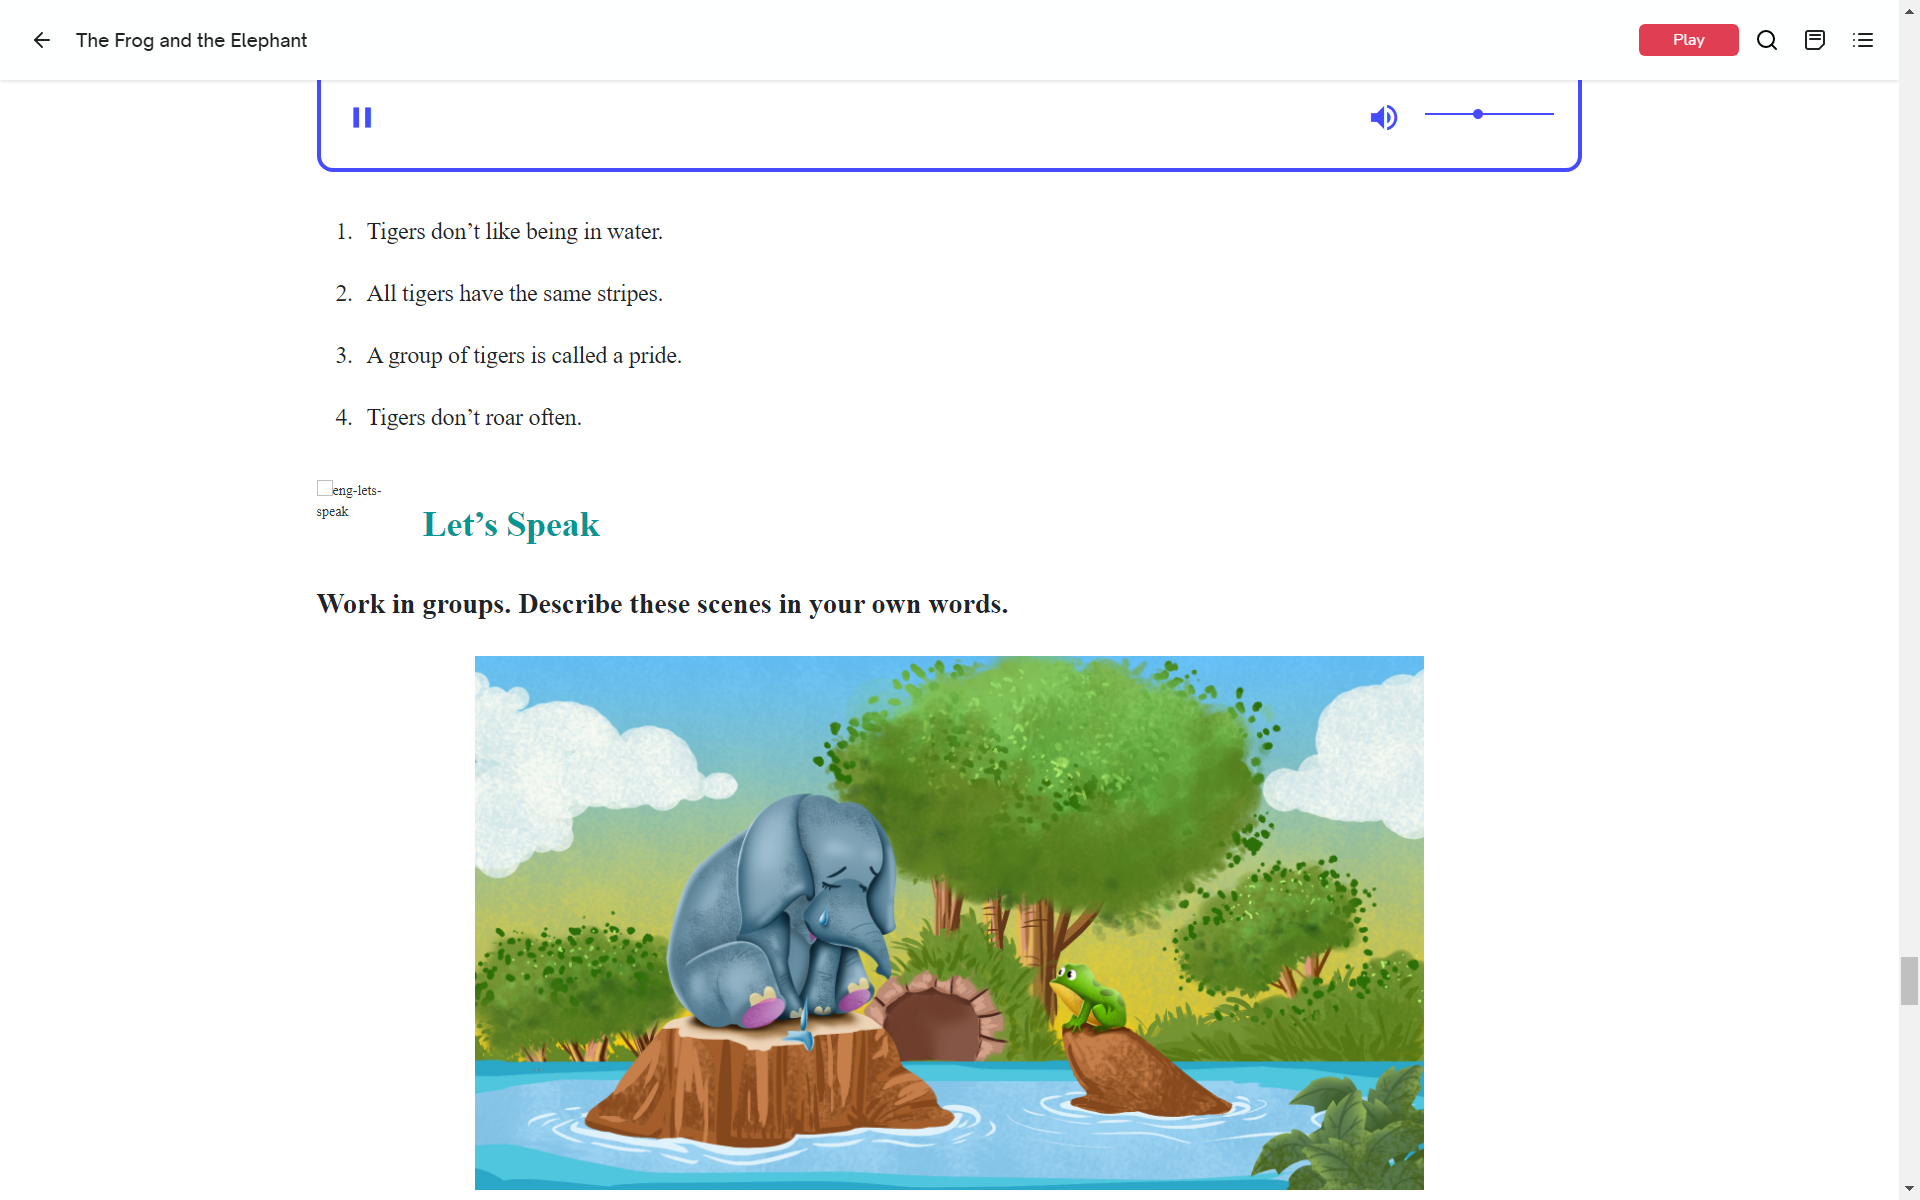 The Frog and the Elephant
Play
1. Tigers don’t like being in water.
2. All tigers have the same stripes.
3. A group of tigers is called a pride.
4. Tigers don’t roar often.
eng-lets-
speak
Let’s Speak
Work in groups. Describe these scenes in your own words.